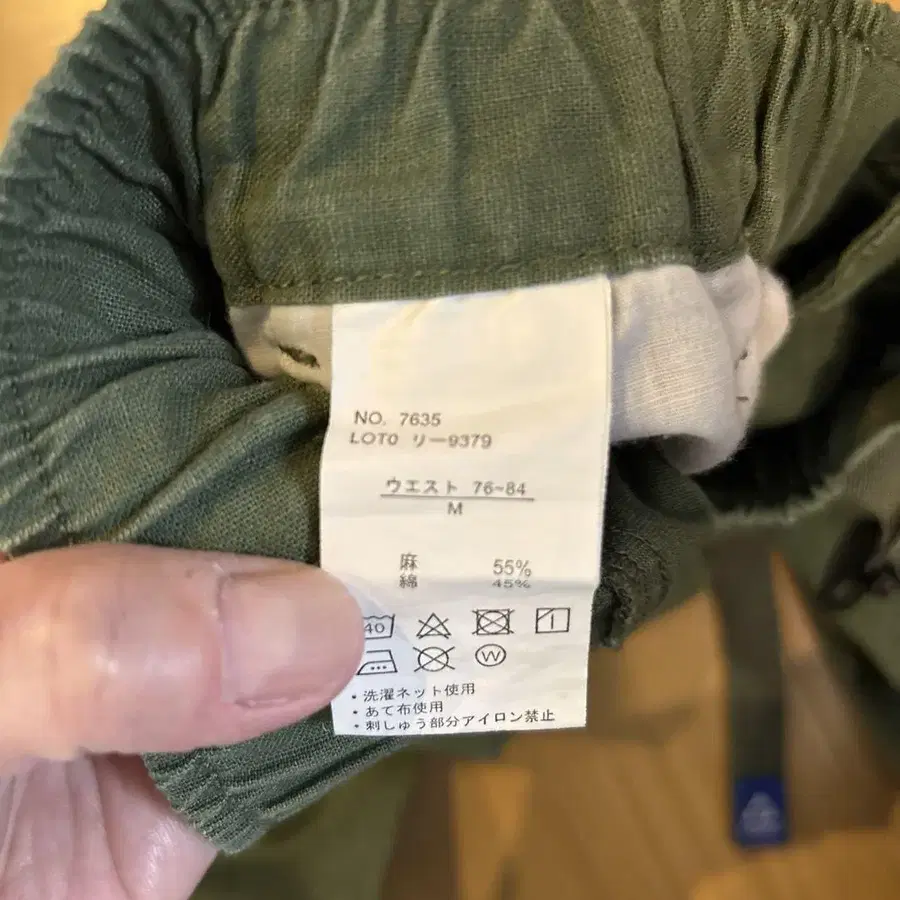 NO. 7635
LOT0 リー9379
ウエスト 76~84
M
麻 55%
綿 45%
40
W
・洗濯ネット使用
・あて布使用
・刺しゅう部分アイロン禁止